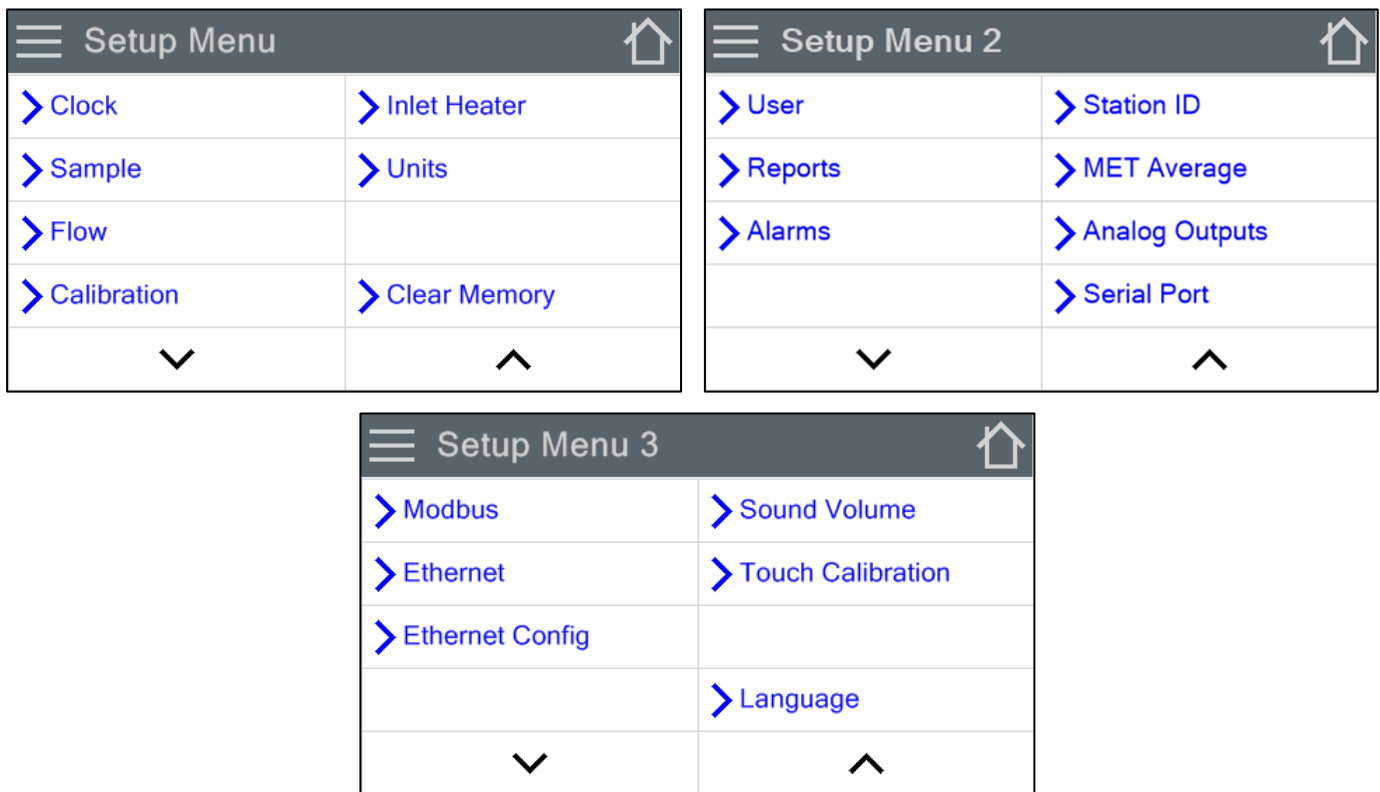 Setup Menu
Clock
Inlet Heater
Sample
Units
Flow
Calibration
Clear Memory
Setup Menu 2
User
Station ID
Reports
MET Average
Alarms
Analog Outputs
Serial Port
Setup Menu 3
Modbus
Sound Volume
Ethernet
Touch Calibration
Ethernet Config
Language